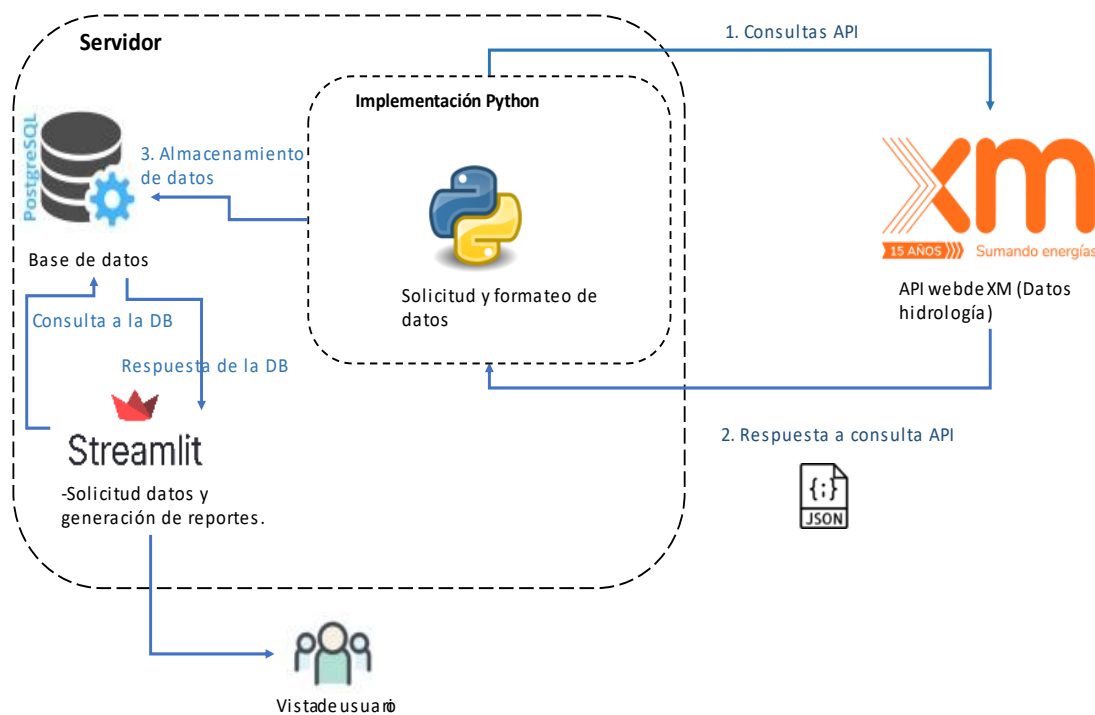 Servidor
1. Consultas API
Implementación Python
PostgreSQL
3. Almacenamiento
de datos
xm
15 AÑOS
Sumando energías
Base de datos
Solicitud y formateo de
datos
API webde XM (Datos
hidrología)
Consulta a la DB
Respuesta de la DB
Streamlit
2. Respuesta a consulta API
-Solicitud datos y
generación de reportes.
{;}
JSON
Vistadeusuario